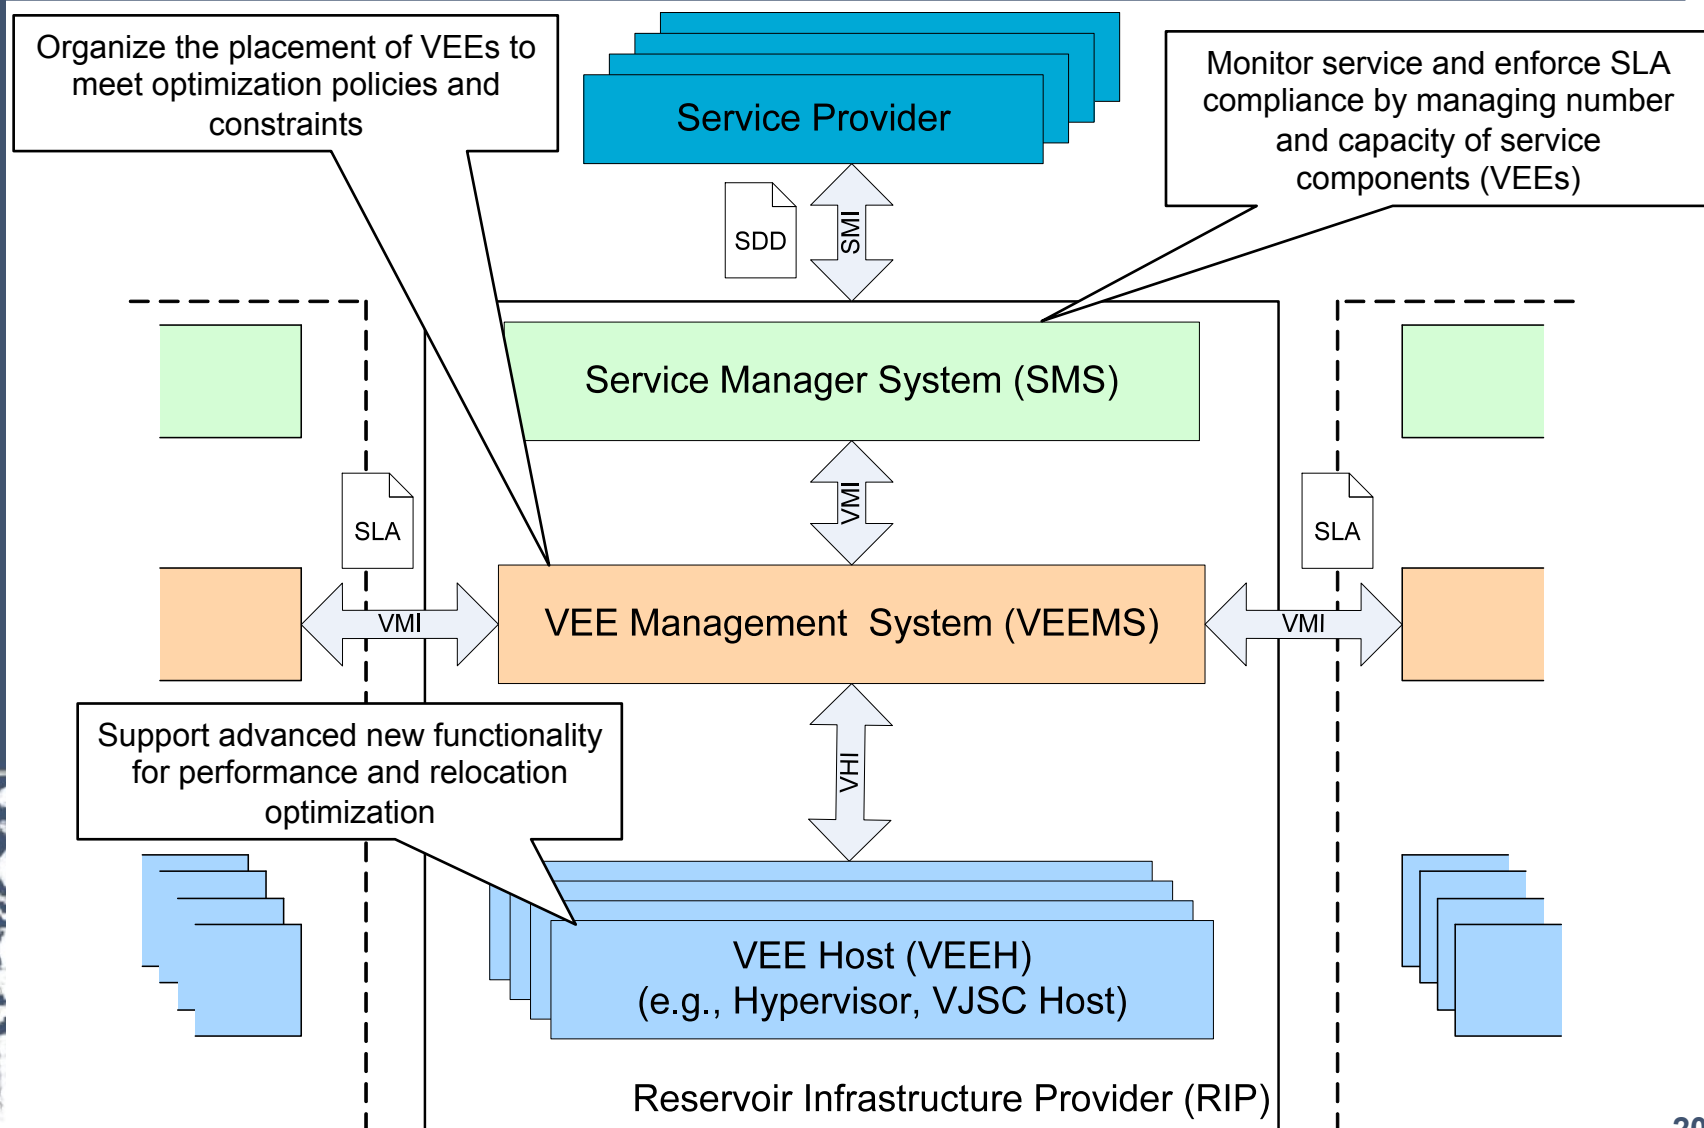 Organize the placement of VEEs to
meet optimization policies and
constraints
Service Provider
Monitor service and enforce SLA
compliance by managing number
and capacity of service
components (VEEs)
SDD
SMI
Service Manager System (SMS)
SLA
VMI
SLA
VMI
VEE Management System (VEEMS)
VMI
Support advanced new functionality
for performance and relocation
optimization
VHI
VEE Host (VEEH)
(e.g., Hypervisor, VJSC Host)
Reservoir Infrastructure Provider (RIP)